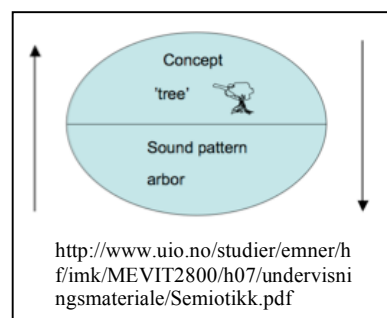 Concept
'tree'
Sound pattern
arbor
http://www.uio.no/studier/emner/h
f/imk/MEVIT2800/h07/undervisni
ngsmateriale/Semiotikk.pdf